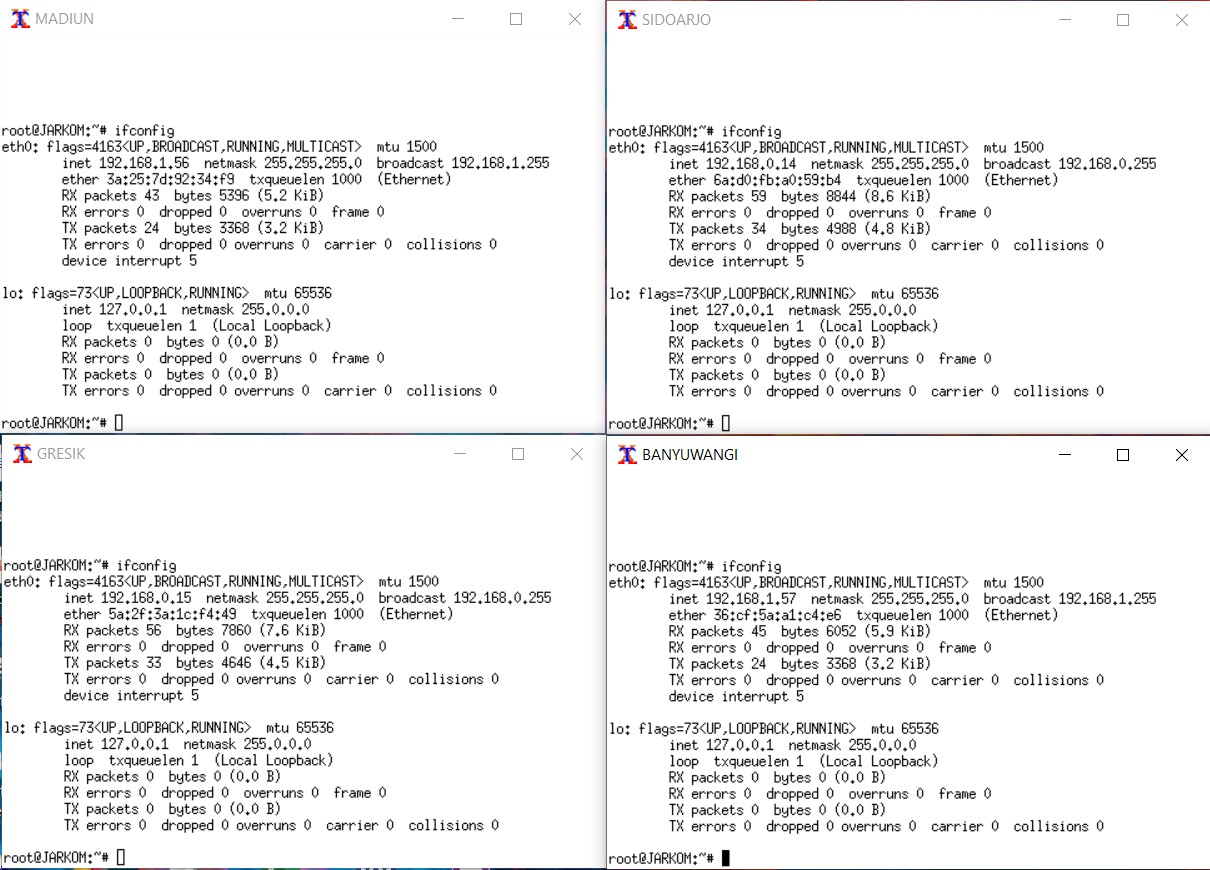 MADIUN
root@JARKOM:~# ifconfig
eth0: flags=4163<UP,BROADCAST,RUNNING,MULTICAST>  mtu 1500
        inet 192.168.1.56  netmask 255.255.255.0  broadcast 192.168.1.255
        ether 3a:25:7d:92:34:f9  txqueuelen 1000  (Ethernet)
        RX packets 43  bytes 5396 (5.2 KiB)
        RX errors 0  dropped 0  overruns 0  frame 0
        TX packets 24  bytes 3368 (3.2 KiB)
        TX errors 0  dropped 0 overruns 0  carrier 0  collisions 0
        device interrupt 5
lo: flags=73<UP,LOOPBACK,RUNNING>  mtu 65536
        inet 127.0.0.1  netmask 255.0.0.0
        loop  txqueuelen 1  (Local Loopback)
        RX packets 0  bytes 0 (0.0 B)
        RX errors 0  dropped 0  overruns 0  frame 0
        TX packets 0  bytes 0 (0.0 B)
        TX errors 0  dropped 0 overruns 0  carrier 0  collisions 0
root@JARKOM:~#
SIDOARJO
root@JARKOM:~# ifconfig
eth0: flags=4163<UP,BROADCAST,RUNNING,MULTICAST>  mtu 1500
        inet 192.168.0.14  netmask 255.255.255.0  broadcast 192.168.0.255
        ether 6a:d0:fb:a0:59:b4  txqueuelen 1000  (Ethernet)
        RX packets 59  bytes 8844 (8.6 KiB)
        RX errors 0  dropped 0  overruns 0  frame 0
        TX packets 34  bytes 4988 (4.8 KiB)
        TX errors 0  dropped 0 overruns 0  carrier 0  collisions 0
        device interrupt 5
lo: flags=73<UP,LOOPBACK,RUNNING>  mtu 65536
        inet 127.0.0.1  netmask 255.0.0.0
        loop  txqueuelen 1  (Local Loopback)
        RX packets 0  bytes 0 (0.0 B)
        RX errors 0  dropped 0  overruns 0  frame 0
        TX packets 0  bytes 0 (0.0 B)
        TX errors 0  dropped 0 overruns 0  carrier 0  collisions 0
root@JARKOM:~#
GRESIK
root@JARKOM:~# ifconfig
eth0: flags=4163<UP,BROADCAST,RUNNING,MULTICAST>  mtu 1500
        inet 192.168.0.15  netmask 255.255.255.0  broadcast 192.168.0.255
        ether 5a:2f:3a:1c:f4:49  txqueuelen 1000  (Ethernet)
        RX packets 56  bytes 7860 (7.6 KiB)
        RX errors 0  dropped 0  overruns 0  frame 0
        TX packets 33  bytes 4646 (4.5 KiB)
        TX errors 0  dropped 0 overruns 0  carrier 0  collisions 0
        device interrupt 5
lo: flags=73<UP,LOOPBACK,RUNNING>  mtu 65536
        inet 127.0.0.1  netmask 255.0.0.0
        loop  txqueuelen 1  (Local Loopback)
        RX packets 0  bytes 0 (0.0 B)
        RX errors 0  dropped 0  overruns 0  frame 0
        TX packets 0  bytes 0 (0.0 B)
        TX errors 0  dropped 0 overruns 0  carrier 0  collisions 0
root@JARKOM:~#
BANYUWANGI
root@JARKOM:~# ifconfig
eth0: flags=4163<UP,BROADCAST,RUNNING,MULTICAST>  mtu 1500
        inet 192.168.1.57  netmask 255.255.255.0  broadcast 192.168.1.255
        ether 36:cf:5a:a1:c4:e6  txqueuelen 1000  (Ethernet)
        RX packets 45  bytes 6052 (5.9 KiB)
        RX errors 0  dropped 0  overruns 0  frame 0
        TX packets 24  bytes 3368 (3.2 KiB)
        TX errors 0  dropped 0 overruns 0  carrier 0  collisions 0
        device interrupt 5
lo: flags=73<UP,LOOPBACK,RUNNING>  mtu 65536
        inet 127.0.0.1  netmask 255.0.0.0
        loop  txqueuelen 1  (Local Loopback)
        RX packets 0  bytes 0 (0.0 B)
        RX errors 0  dropped 0  overruns 0  frame 0
        TX packets 0  bytes 0 (0.0 B)
        TX errors 0  dropped 0 overruns 0  carrier 0  collisions 0
root@JARKOM:~#